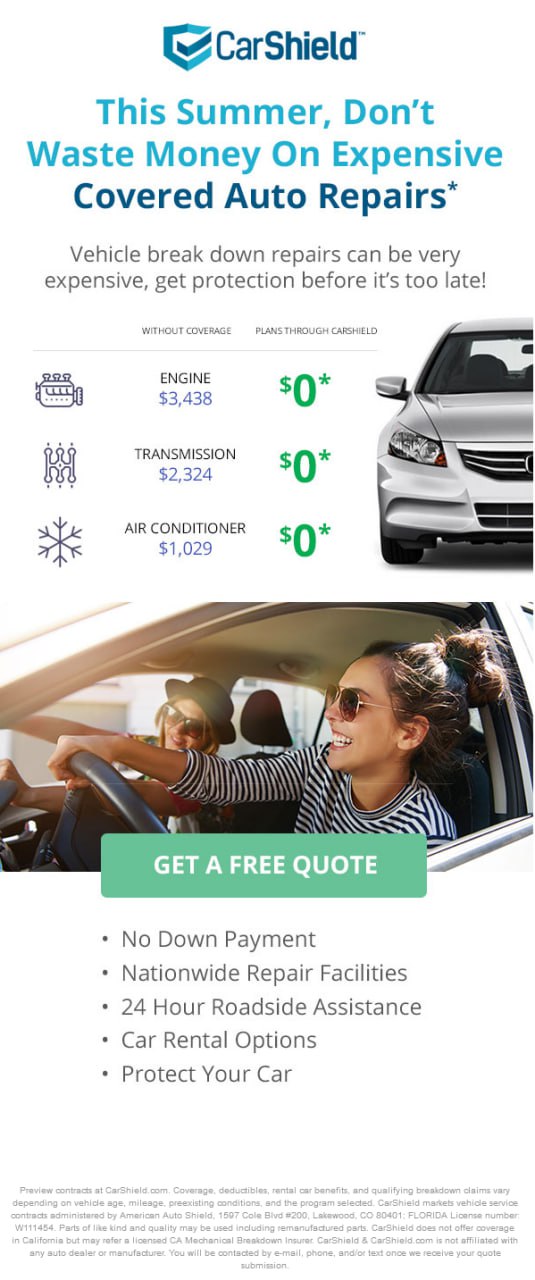 CarShield™
This Summer, Don't
Waste Money On Expensive
Covered Auto Repairs*
Vehicle break down repairs can be very
expensive, get protection before it's too late!
WITHOUT COVERAGE PLANS THROUGH CARSHIELD
ENGINE
$3,438 $0*
TRANSMISSION
$2,324 $0*
AIR CONDITIONER
$1,029 $0*
GET A FREE QUOTE
• No Down Payment
• Nationwide Repair Facilities
• 24 Hour Roadside Assistance
• Car Rental Options
• Protect Your Car
Preview contracts at CarShield.com. Coverage, deductibles, rental car benefits, and qualifying breakdown claims vary
depending on vehicle age, mileage, preexisting conditions, and the program selected. CarShield markets vehicle service
contracts administered by American Auto Shield, 1597 Cole Blvd #200, Lakewood, CO 80401; FLORIDA License number:
W111454. Parts of like kind and quality may be used including remanufactured parts. CarShield does not offer coverage
in California but may refer a licensed CA Mechanical Breakdown Insurer. CarShield & CarShield.com is not affiliated with
any auto dealer or manufacturer. You will be contacted by e-mail, phone, and/or text once we receive your quote
submission.